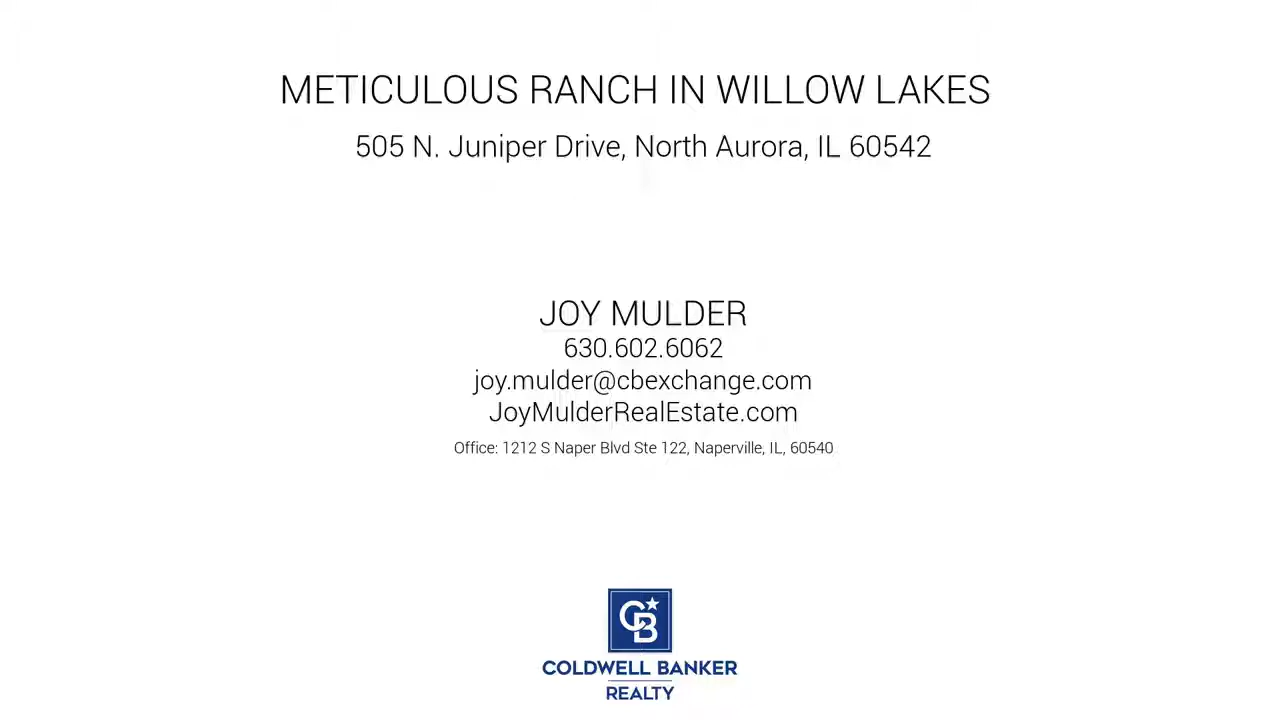 METICULOUS RANCH IN WILLOW LAKES
505 N. Juniper Drive, North Aurora, IL 60542
JOY MULDER
630.602.6062
joy.mulder@cbexchange.com
JoyMulderRealEstate.com
Office: 1212 S Naper Blvd Ste 122, Naperville, IL, 60540
CB
COLDWELL BANKER
REALTY